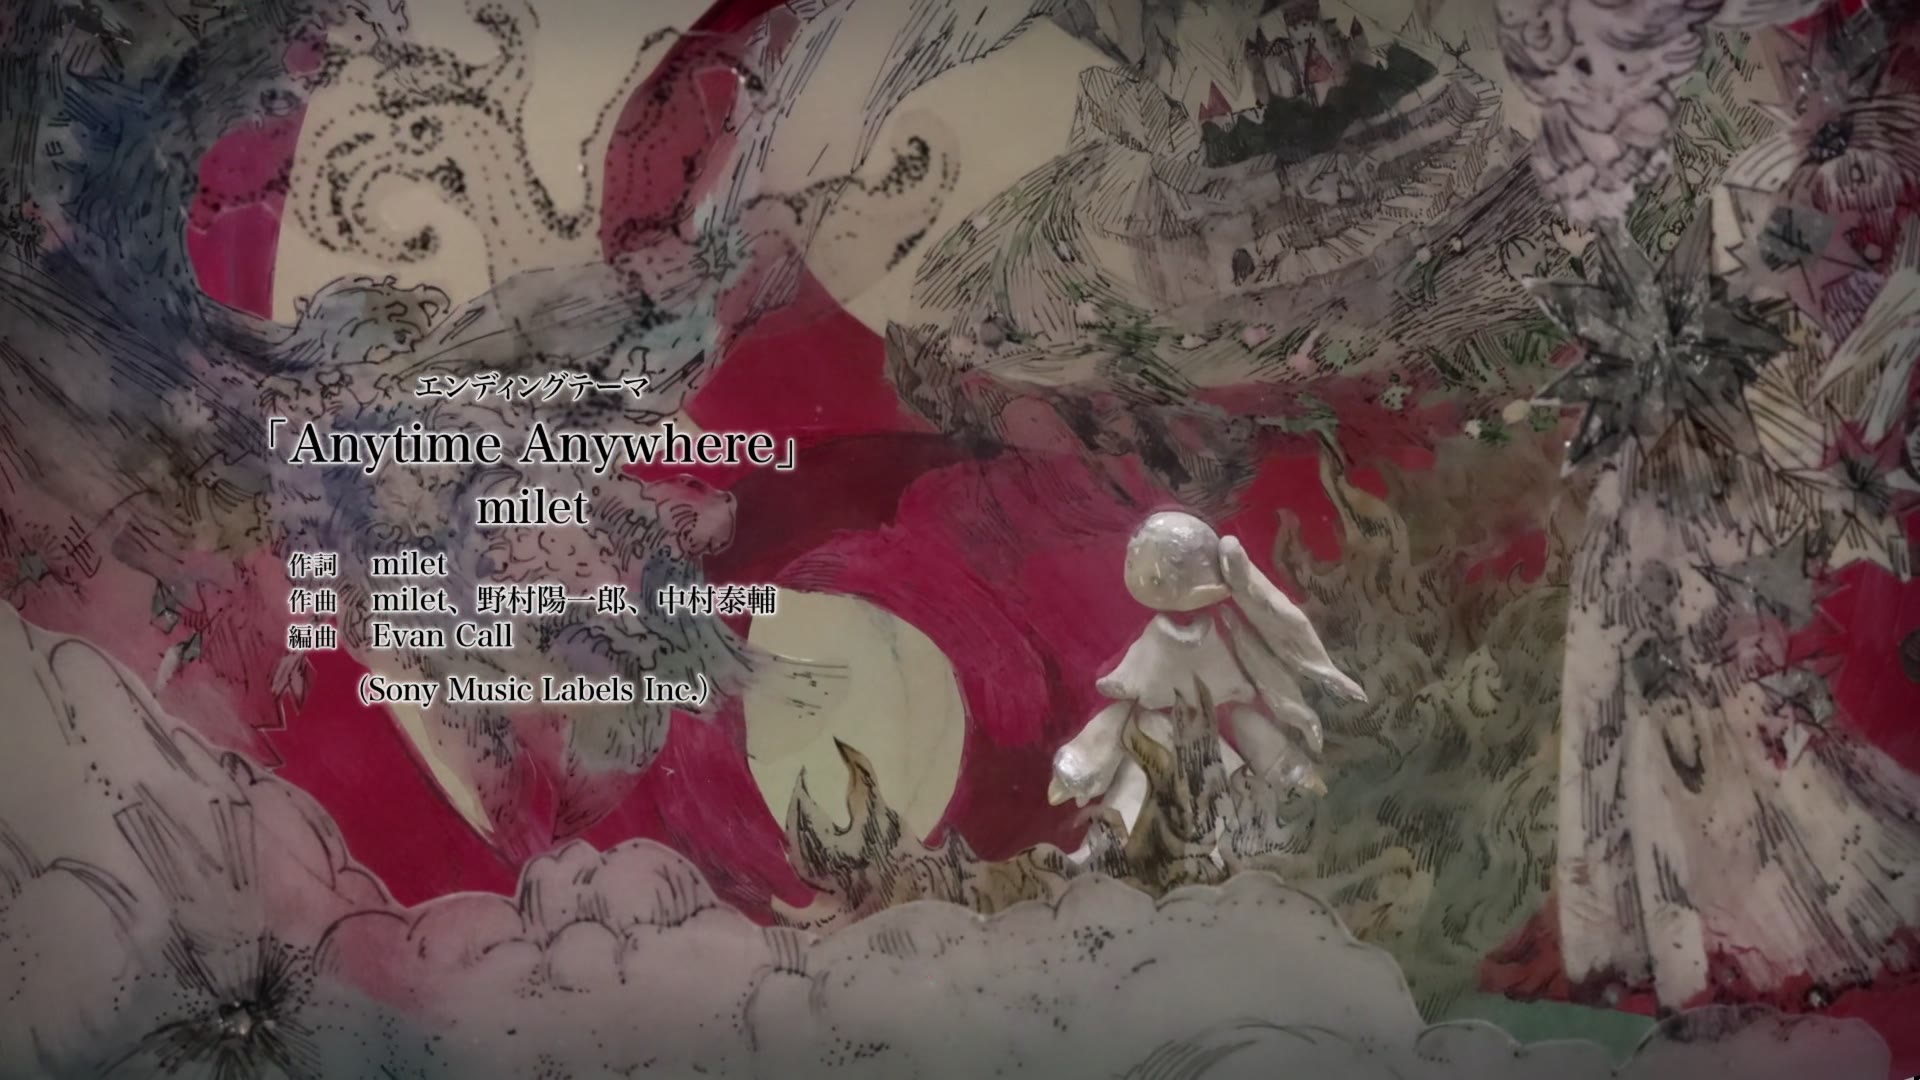 エンディングテーマ
「Anytime Anywhere」
milet
作詞 milet
作曲 milet、野村陽一郎、中村泰輔
編曲 Evan Call
(Sony Music Labels Inc.)